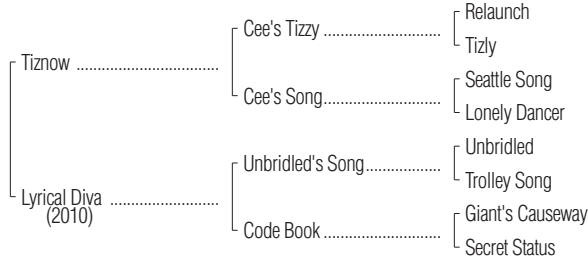 Relaunch
Cee's Tizzy
Tizly
Tiznow
Seattle Song
Cee's Song
Lonely Dancer
Unbridled
Unbridled's Song
Trolley Song
Lyrical Diva
(2010)
Giant's Causeway
Code Book
Secret Status